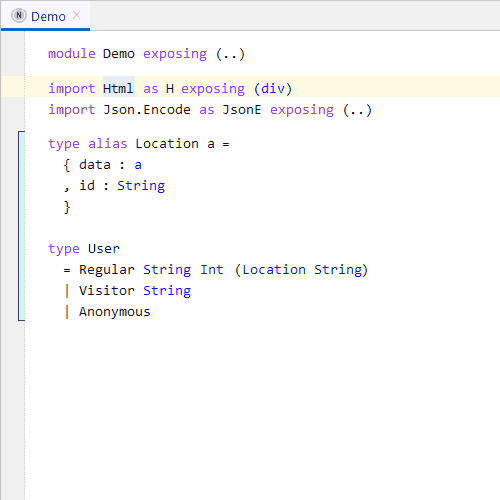 N Demo ×
module Demo exposing (..)
import Html as H exposing (div)
import Json.Encode as JsonE exposing (..)
type alias Location a =
{ data : a
, id : String
}
type User
= Regular String Int (Location String)
| Visitor String
| Anonymous